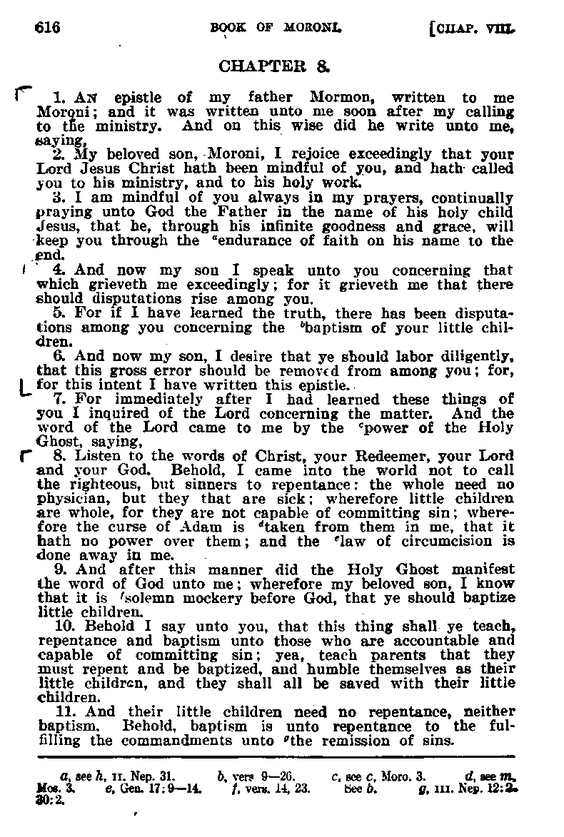 616 BOOK OF MORONI. [CHAP. VIII.
CHAPTER 8.
1. AN epistle of my father Mormon, written to me
Moroni; and it was written unto me soon after my calling
to the ministry. And on this wise did he write unto me,
saying,
2. My beloved son, Moroni, I rejoice exceedingly that your
Lord Jesus Christ hath been mindful of you, and hath called
you to his ministry, and to his holy work.
3. I am mindful of you always in my prayers, continually
praying unto God the Father in the name of his holy child
Jesus, that he, through his infinite goodness and grace, will
keep you through the ᵃendurance of faith on his name to the
end.
4. And now my son I speak unto you concerning that
which grieveth me exceedingly; for it grieveth me that there
should disputations rise among you.
5. For if I have learned the truth, there has been disputa-
tions among you concerning the ᵇbaptism of your little chil-
dren.
6. And now my son, I desire that ye should labor diligently,
that this gross error should be removed from among you; for,
for this intent I have written this epistle.
7. For immediately after I had learned these things of
you I inquired of the Lord concerning the matter. And the
word of the Lord came to me by the ᶜpower of the Holy
Ghost, saying,
8. Listen to the words of Christ, your Redeemer, your Lord
and your God. Behold, I came into the world not to call
the righteous, but sinners to repentance: the whole need no
physician, but they that are sick; wherefore little children
are whole, for they are not capable of committing sin; where-
fore the curse of Adam is ᵈtaken from them in me, that it
hath no power over them; and the ᵉlaw of circumcision is
done away in me.
9. And after this manner did the Holy Ghost manifest
the word of God unto me; wherefore my beloved son, I know
that it is ᶠsolemn mockery before God, that ye should baptize
little children.
10. Behold I say unto you, that this thing shall ye teach,
repentance and baptism unto those who are accountable and
capable of committing sin; yea, teach parents that they
must repent and be baptized, and humble themselves as their
little children, and they shall all be saved with their little
children.
11. And their little children need no repentance, neither
baptism. Behold, baptism is unto repentance to the ful-
filling the commandments unto ᵍthe remission of sins.
a, see h, II. Nep. 31. b, vers 9—26. c, see c, Moro. 3. d, see m,
Mos. 3. e, Gen. 17:9—14. f, vers. 14, 23. See b. g, III. Nep. 12:2.
30:2.